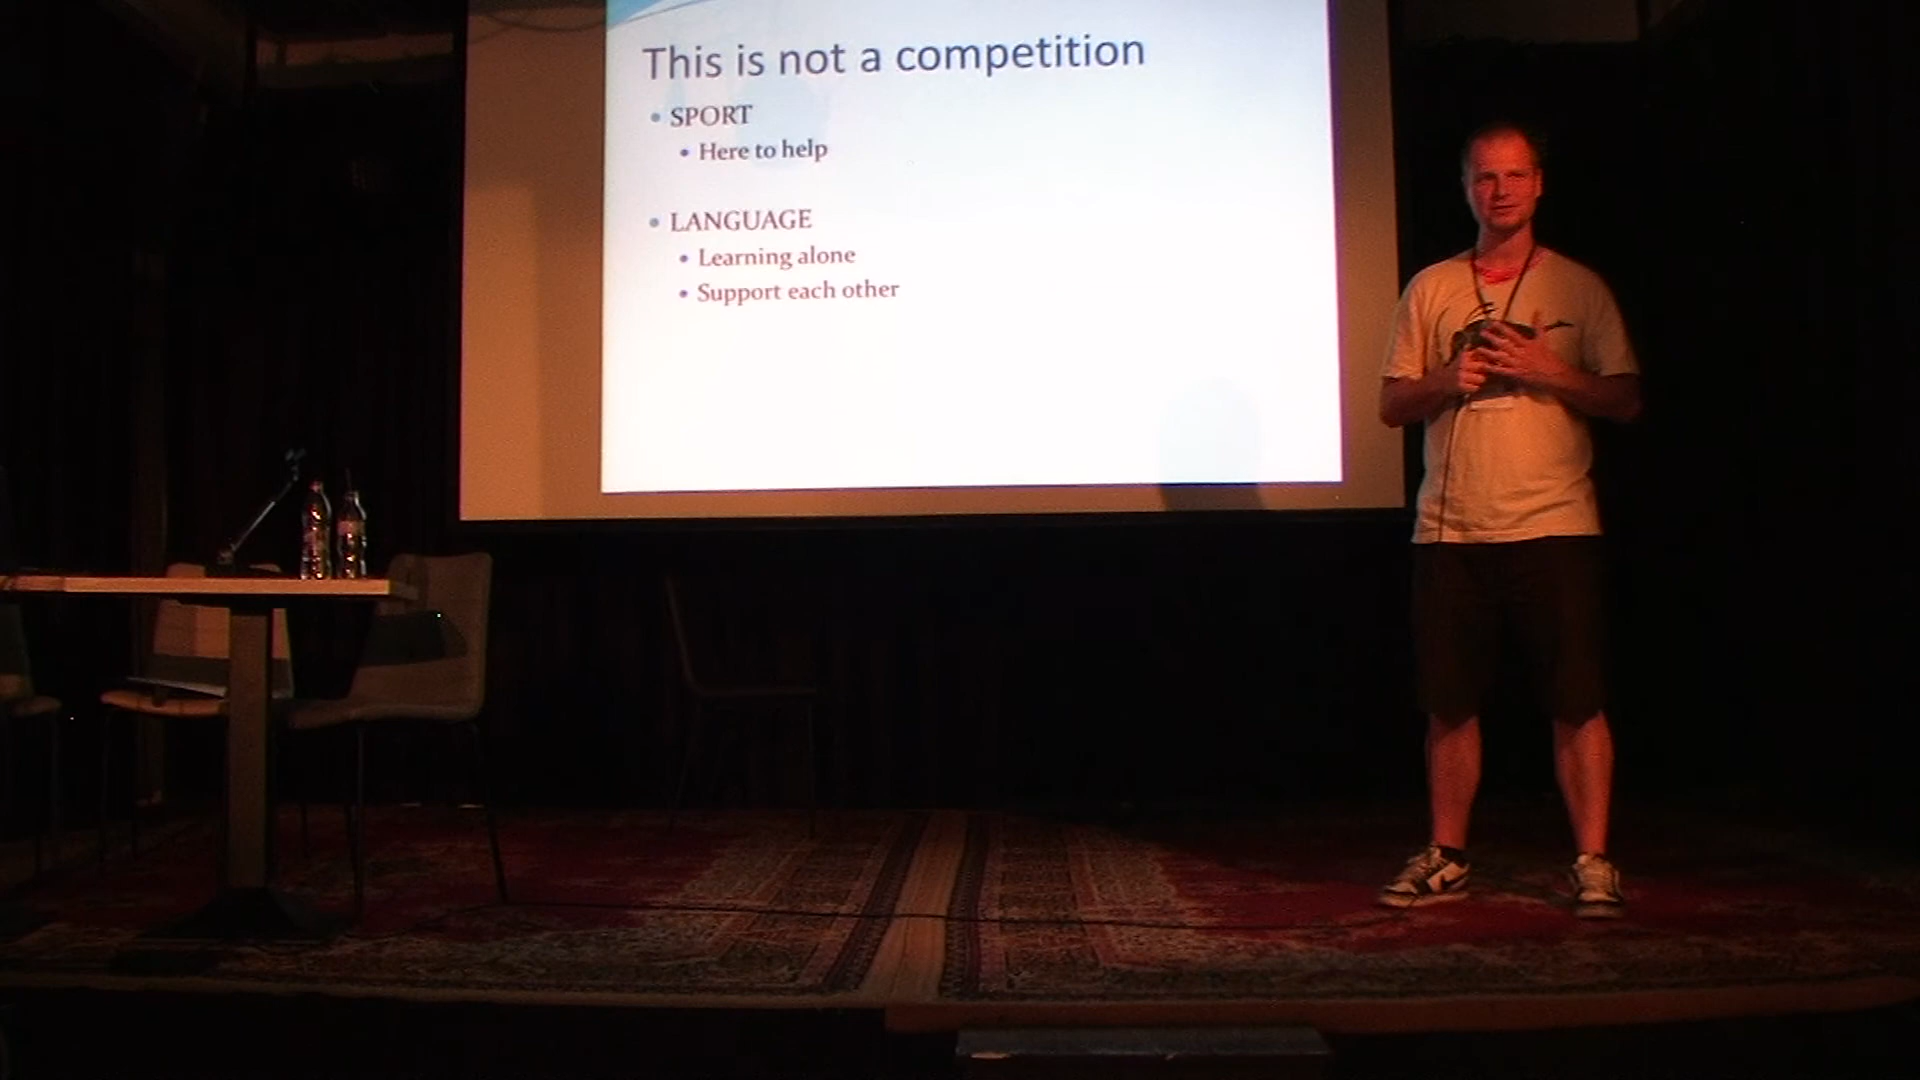 This is not a competition
• SPORT
• Here to help
• LANGUAGE
• Learning alone
• Support each other